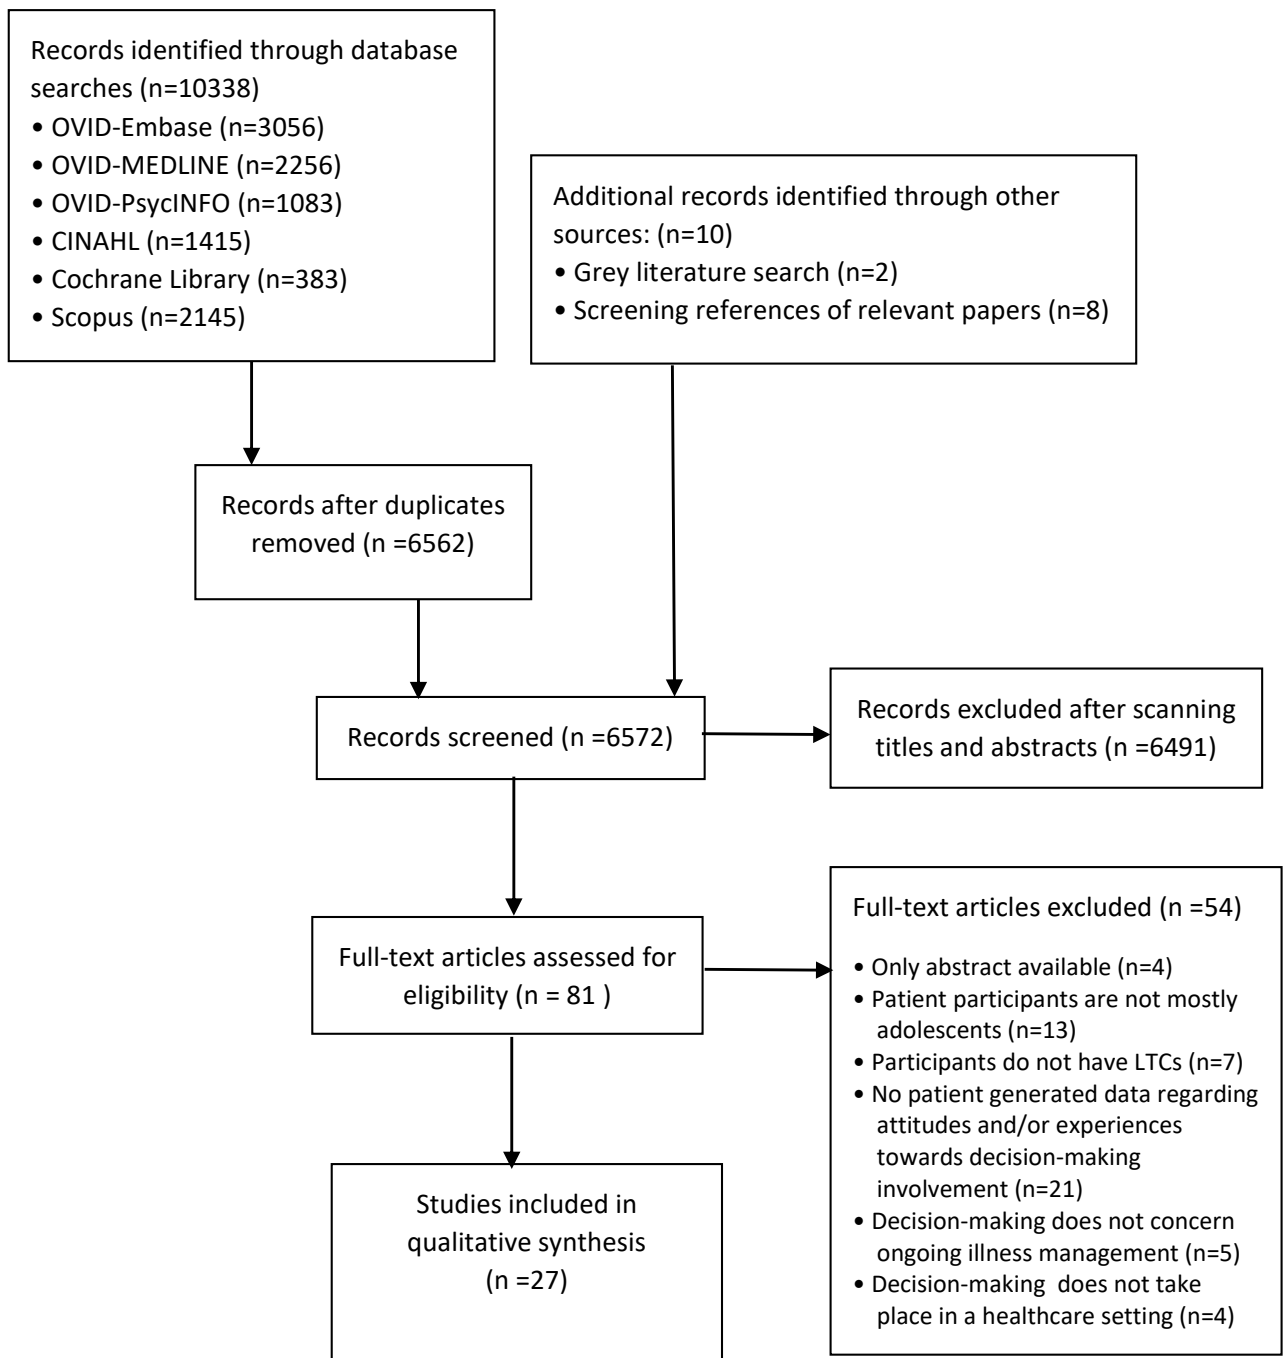 Records identified through database
searches (n=10338)
• OVID-Embase (n=3056)
• OVID-MEDLINE (n=2256)
• OVID-PsycINFO (n=1083)
• CINAHL (n=1415)
• Cochrane Library (n=383)
• Scopus (n=2145)
Additional records identified through other
sources: (n=10)
• Grey literature search (n=2)
• Screening references of relevant papers (n=8)
Records after duplicates
removed (n =6562)
Records screened (n =6572)
Records excluded after scanning
titles and abstracts (n =6491)
Full-text articles assessed for
eligibility (n = 81 )
Full-text articles excluded (n =54)
• Only abstract available (n=4)
• Patient participants are not mostly
adolescents (n=13)
• Participants do not have LTCs (n=7)
• No patient generated data regarding
attitudes and/or experiences
towards decision-making
involvement (n=21)
• Decision-making does not concern
ongoing illness management (n=5)
• Decision-making does not take
place in a healthcare setting (n=4)
Studies included in
qualitative synthesis
(n =27)